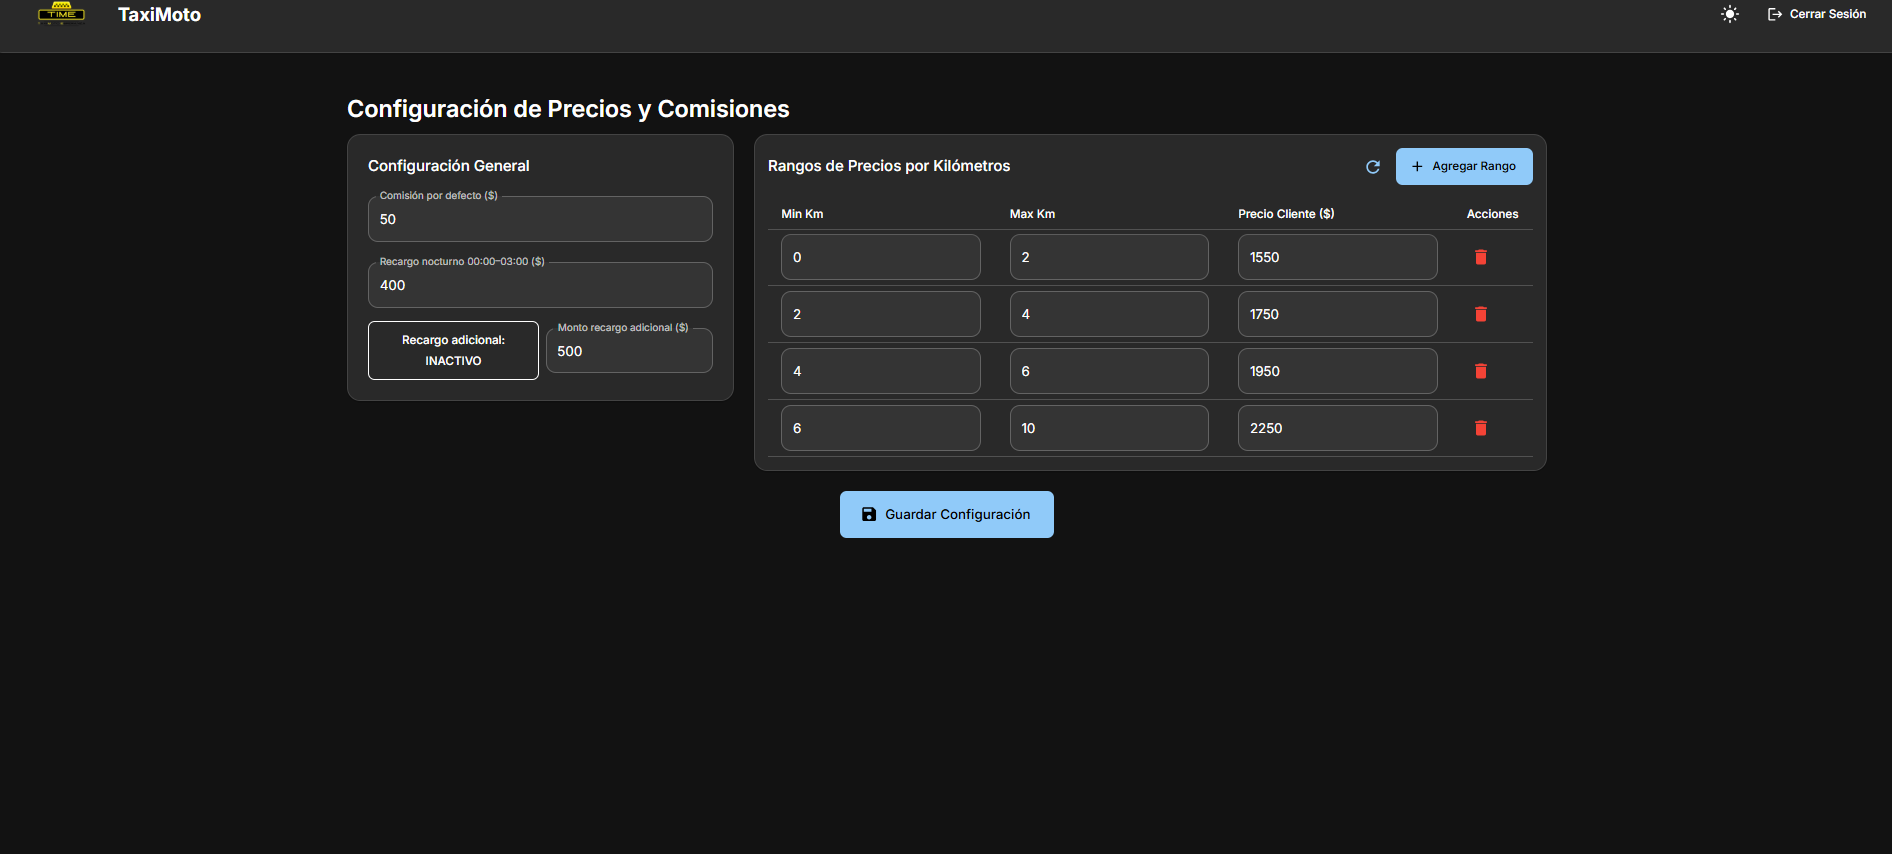 TIME
TaxiMoto
Cerrar Sesión
Configuración de Precios y Comisiones
Configuración General
Comisión por defecto ($)
50
Recargo nocturno 00:00–03:00 ($)
400
Recargo adicional:
INACTIVO
Monto recargo adicional ($)
500
Rangos de Precios por Kilómetros
Agregar Rango
Min Km Max Km Precio Cliente ($) Acciones
0 2 1550
2 4 1750
4 6 1950
6 10 2250
Guardar Configuración